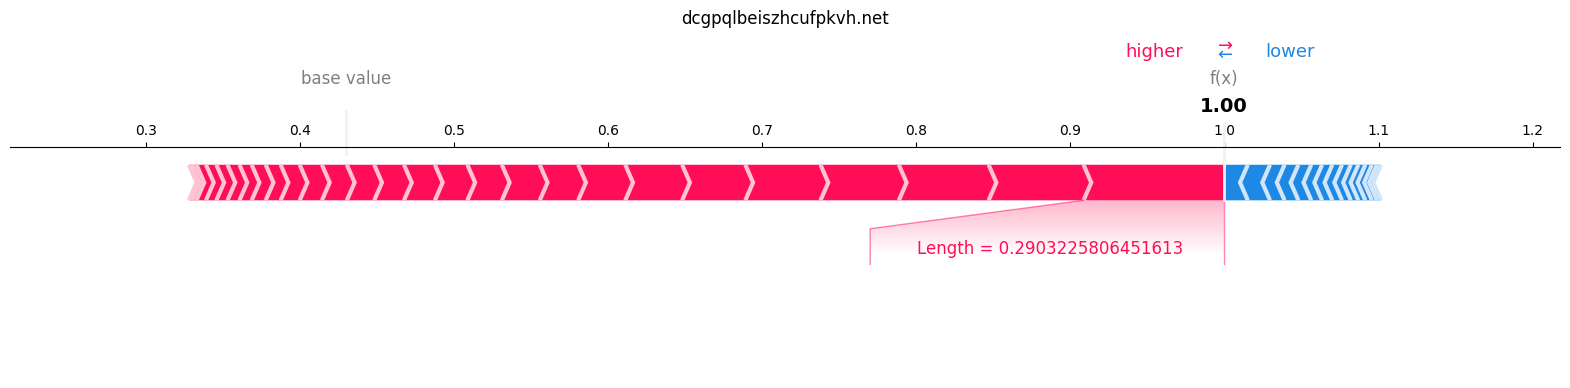 dcgpqlbeiszhcufpkvh.net
higher ⇄ lower
base value f(x)
1.00
0.3 0.4 0.5 0.6 0.7 0.8 0.9 1.0 1.1 1.2
Length = 0.2903225806451613